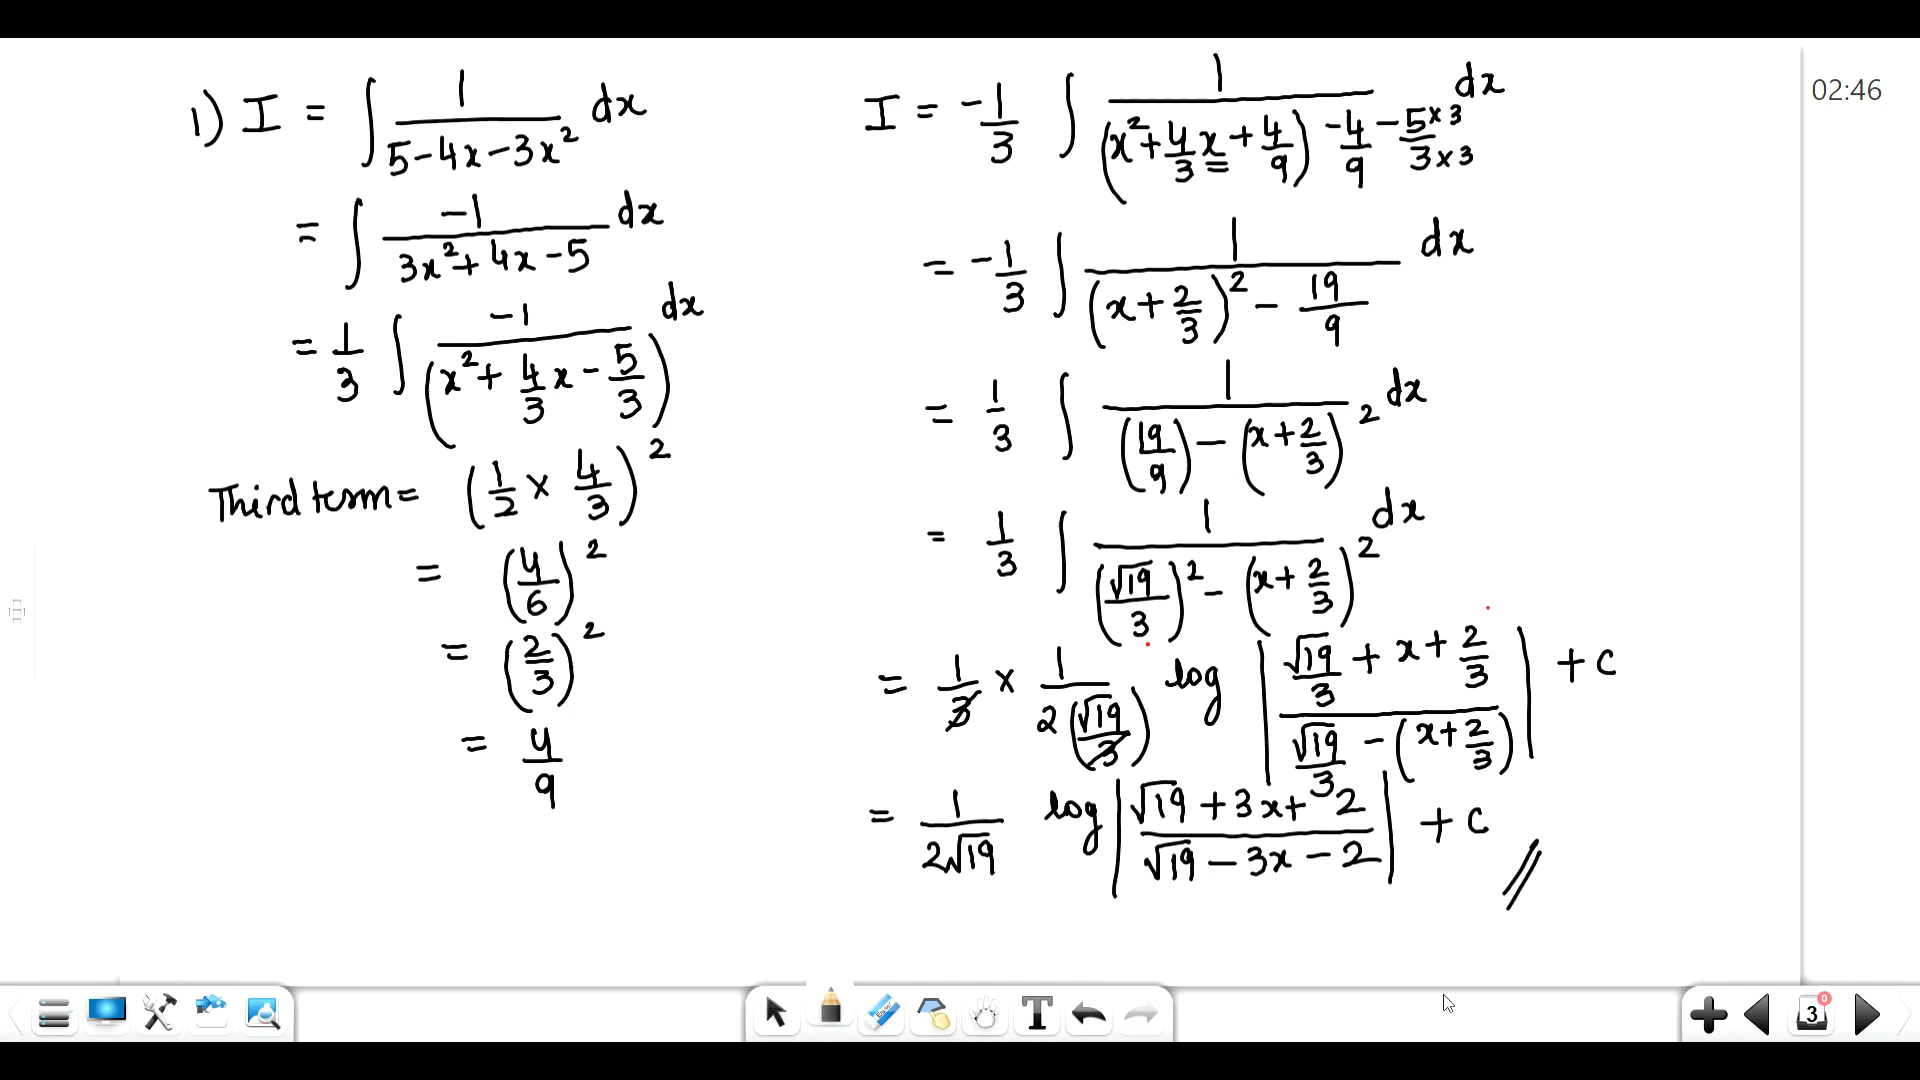 1) I = ∫ 1/(5-4x-3x²) dx
= ∫ -1/(3x²+4x-5) dx
= 1/3 ∫ -1/(x²+4/3 x-5/3) dx
Third term = (1/2 × 4/3)²
= (4/6)²
= (2/3)²
= 4/9
I = -1/3 ∫ 1/((x²+4/3 x+4/9) -4/9 -5×3/3×3) dx
= -1/3 ∫ 1/((x+2/3)² - 19/9) dx
= 1/3 ∫ 1/((19/9) - (x+2/3)²) dx
= 1/3 ∫ 1/((√19/3)² - (x+2/3)²) dx
= 1/3 × 1/(2(√19/3)) log |(√19/3 + x + 2/3)/(√19/3 - (x+2/3))| + c
= 1/(2√19) log |(√19+3x+2)/(√19-3x-2)| + c
02:46
Eraser
T
3
0